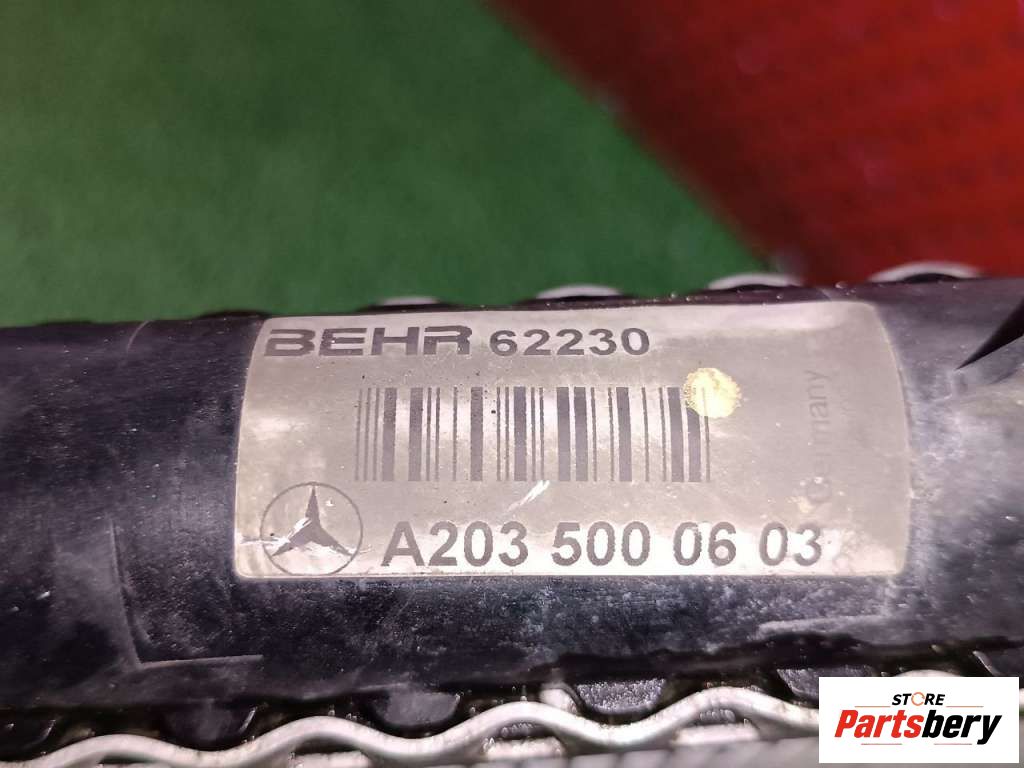 BEHR 62230
Germany
A203 500 06 03
STORE
Partsbery